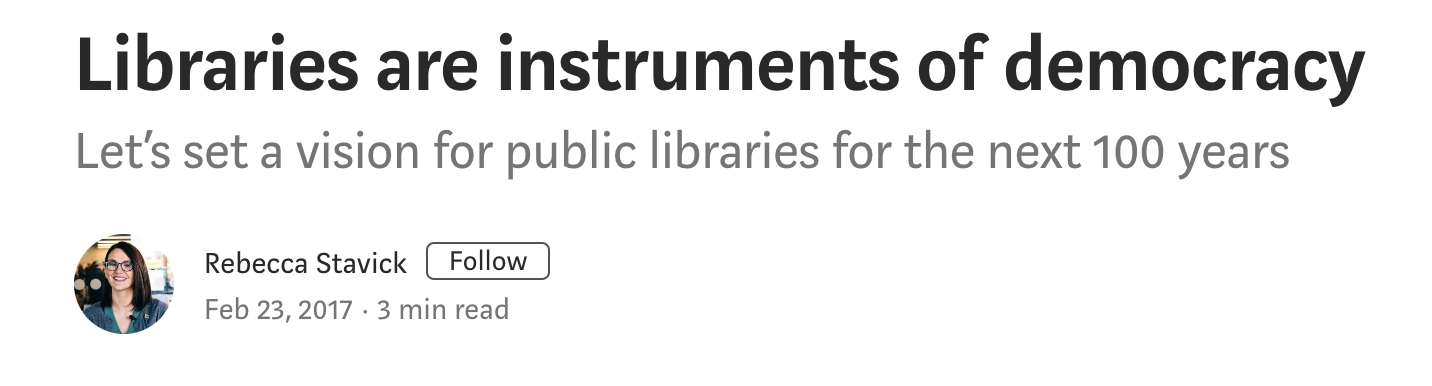 Libraries are instruments of democracy
Let’s set a vision for public libraries for the next 100 years
Rebecca Stavick Follow
Feb 23, 2017 · 3 min read